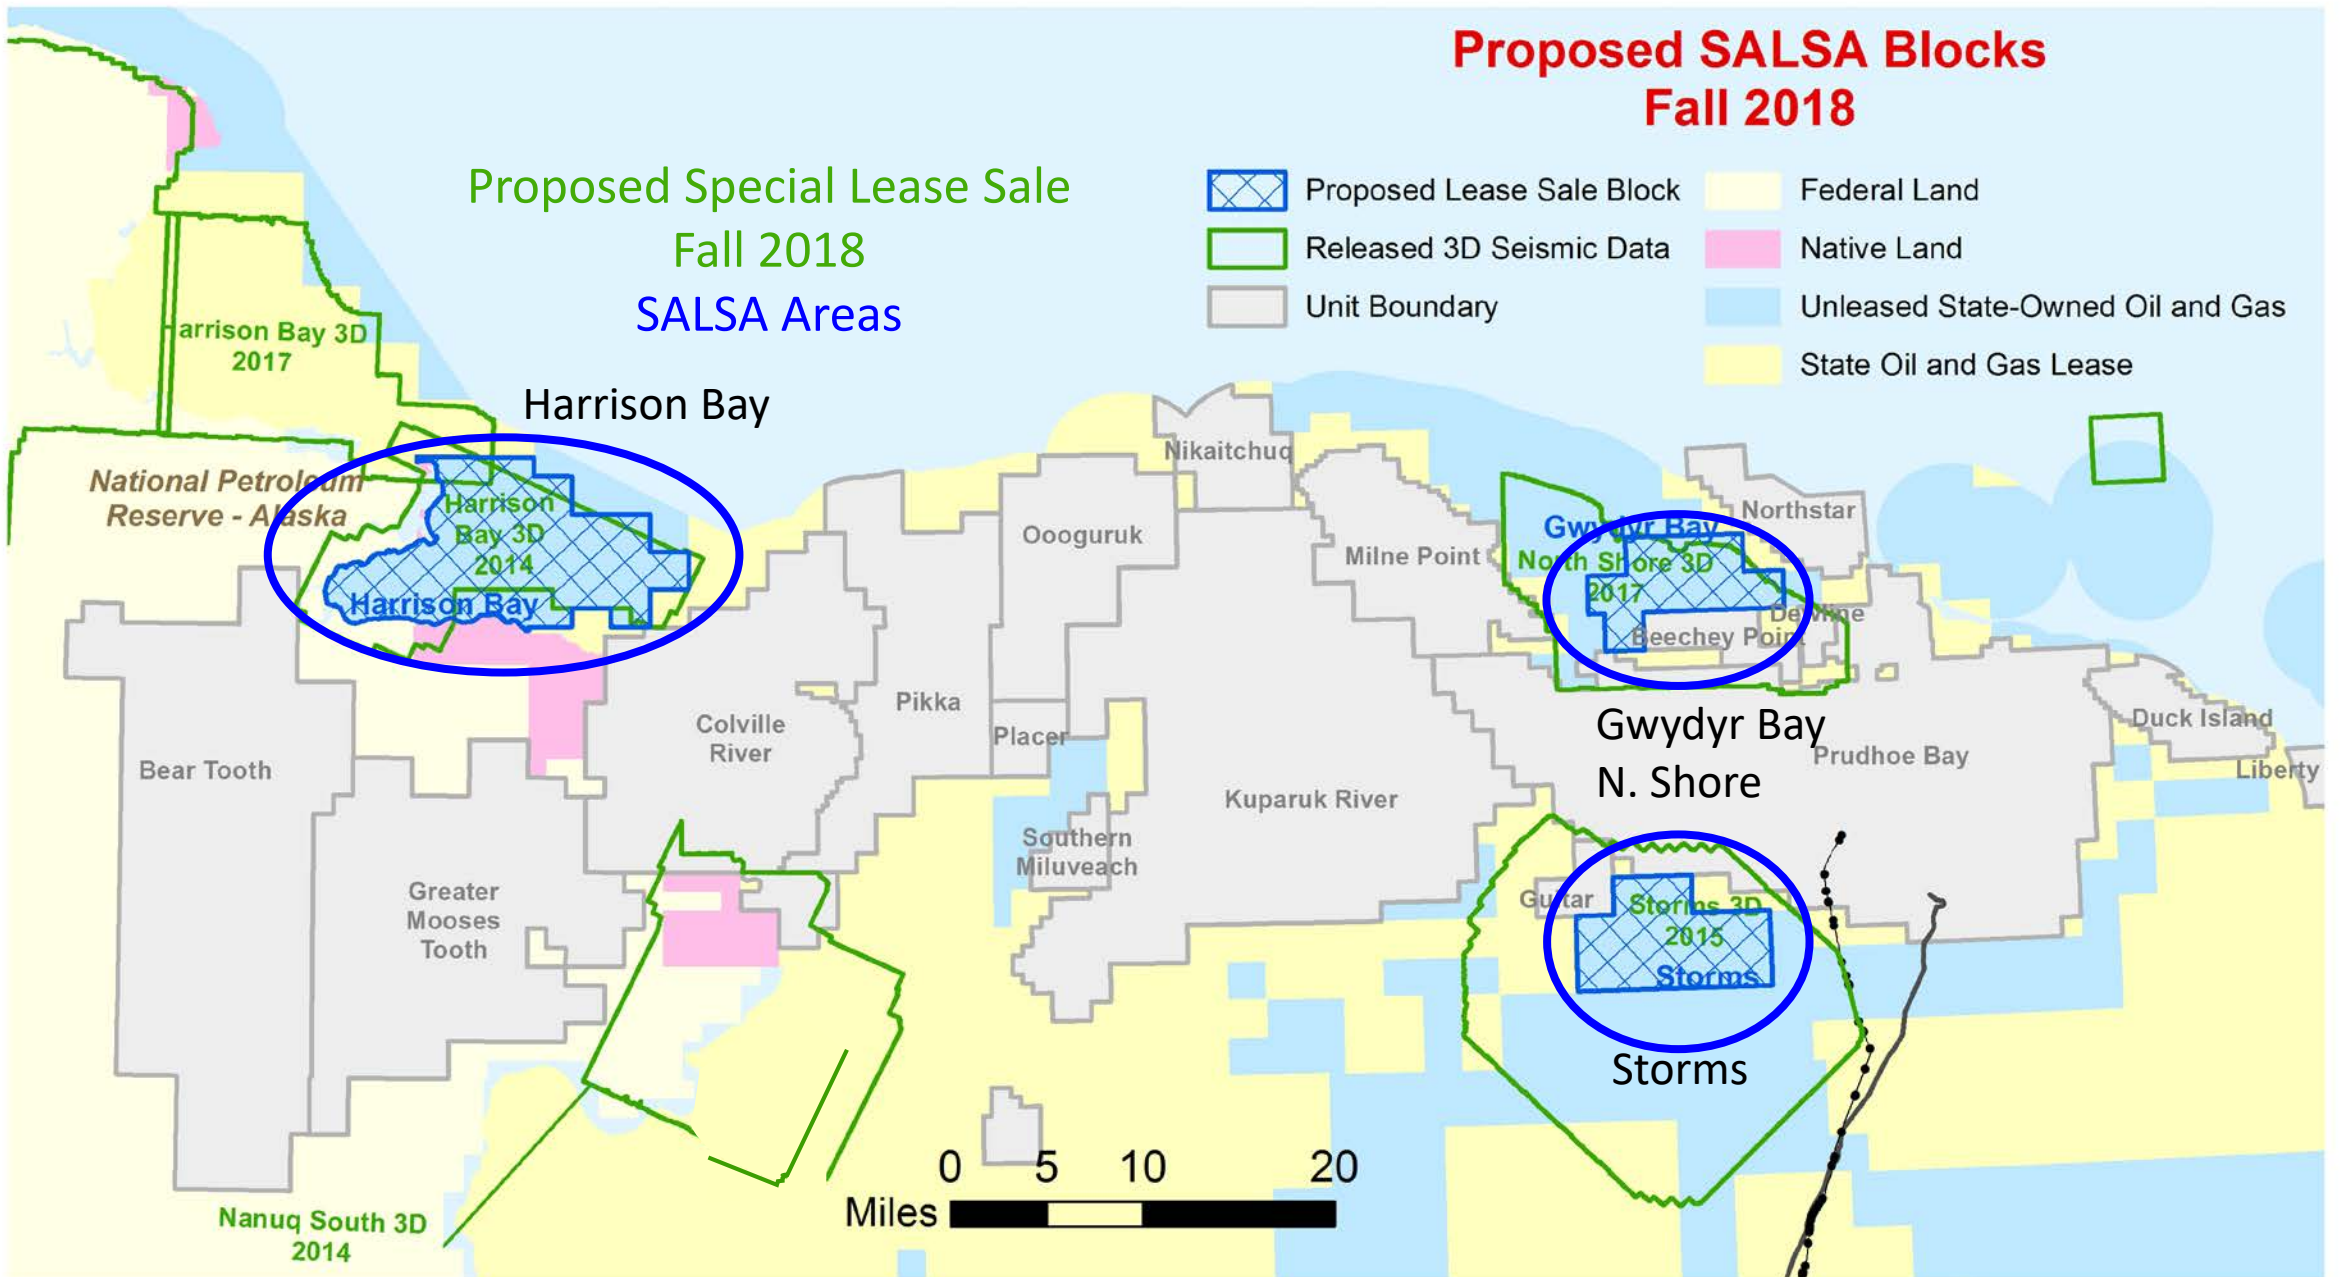 Proposed SALSA Blocks
Fall 2018
Proposed Special Lease Sale
Fall 2018
SALSA Areas
Proposed Lease Sale Block
Released 3D Seismic Data
Unit Boundary
Federal Land
Native Land
Unleased State-Owned Oil and Gas
State Oil and Gas Lease
arrison Bay 3D
2017
Harrison Bay
National Petroleum
Reserve - Alaska
Harrison
Bay 3D
2014
Harrison Bay
Nikaitchuq
Oooguruk
Milne Point
Gwydyr Bay
North Shore 3D
2017
Northstar
Dewline
Beechey Point
Gwydyr Bay
N. Shore
Prudhoe Bay
Duck Island
Liberty
Bear Tooth
Colville
River
Pikka
Placer
Kuparuk River
Southern
Miluveach
Greater
Mooses
Tooth
Guitar
Storms 3D
2015
Storms
Storms
Nanuq South 3D
2014
0 5 10 20
Miles